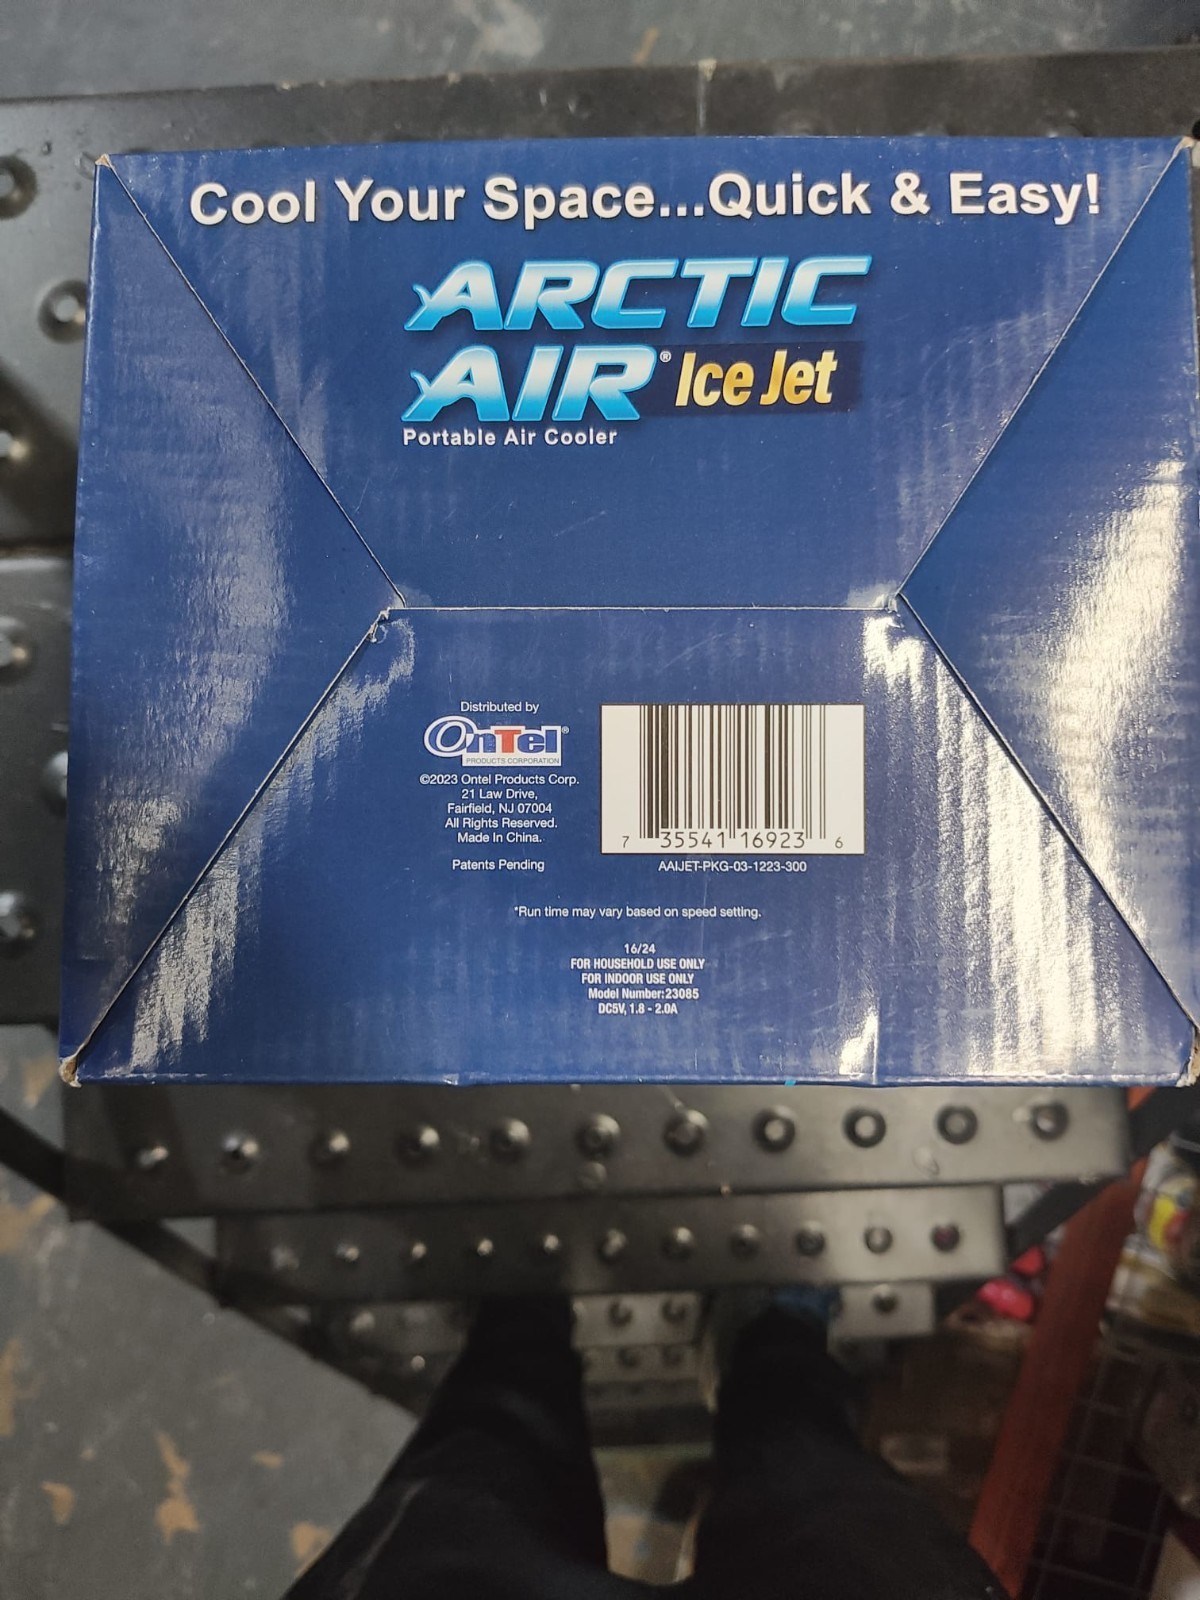 Cool Your Space...Quick & Easy!
ARCTIC
AIR® Ice Jet
Portable Air Cooler
Distributed by
OnTel®
PRODUCTS CORPORATION
©2023 Ontel Products Corp.
21 Law Drive,
Fairfield, NJ 07004
All Rights Reserved.
Made In China.
Patents Pending
7 35541 16923 6
AAIJET-PKG-03-1223-300
*Run time may vary based on speed setting.
16/24
FOR HOUSEHOLD USE ONLY
FOR INDOOR USE ONLY
Model Number:23085
DC5V, 1.8 - 2.0A